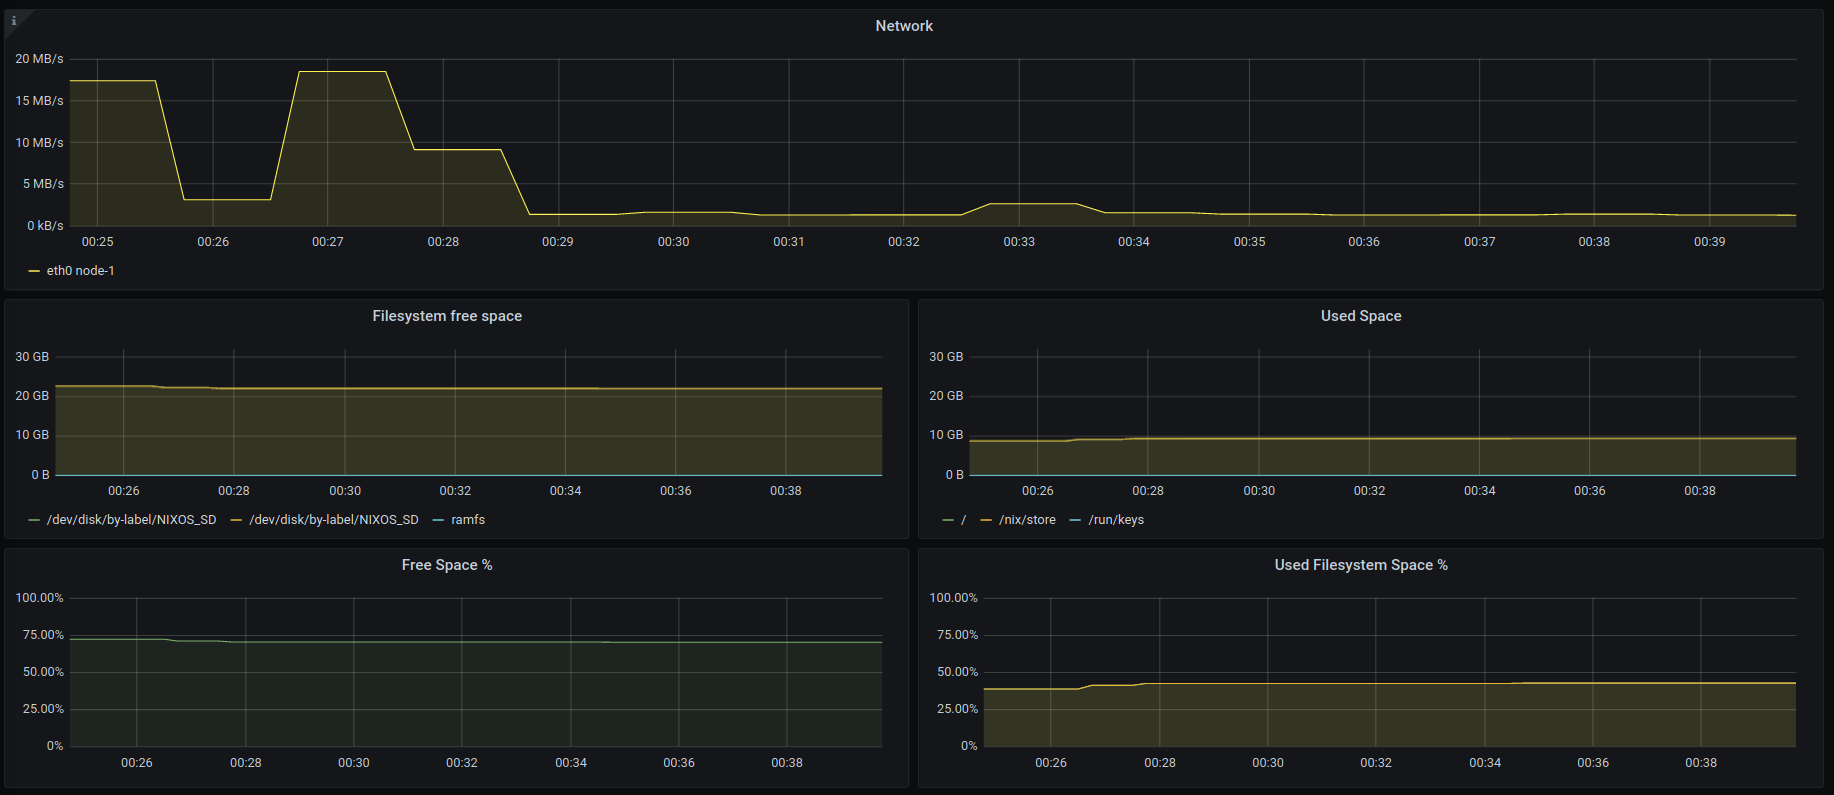 i
Network
20 MB/s
15 MB/s
10 MB/s
5 MB/s
0 kB/s
00:25 00:26 00:27 00:28 00:29 00:30 00:31 00:32 00:33 00:34 00:35 00:36 00:37 00:38 00:39
eth0 node-1
Filesystem free space
30 GB
20 GB
10 GB
0 B
00:26 00:28 00:30 00:32 00:34 00:36 00:38
/dev/disk/by-label/NIXOS_SD /dev/disk/by-label/NIXOS_SD ramfs
Used Space
30 GB
20 GB
10 GB
0 B
00:26 00:28 00:30 00:32 00:34 00:36 00:38
/ /nix/store /run/keys
Free Space %
100.00%
75.00%
50.00%
25.00%
0%
00:26 00:28 00:30 00:32 00:34 00:36 00:38
Used Filesystem Space %
100.00%
75.00%
50.00%
25.00%
0%
00:26 00:28 00:30 00:32 00:34 00:36 00:38